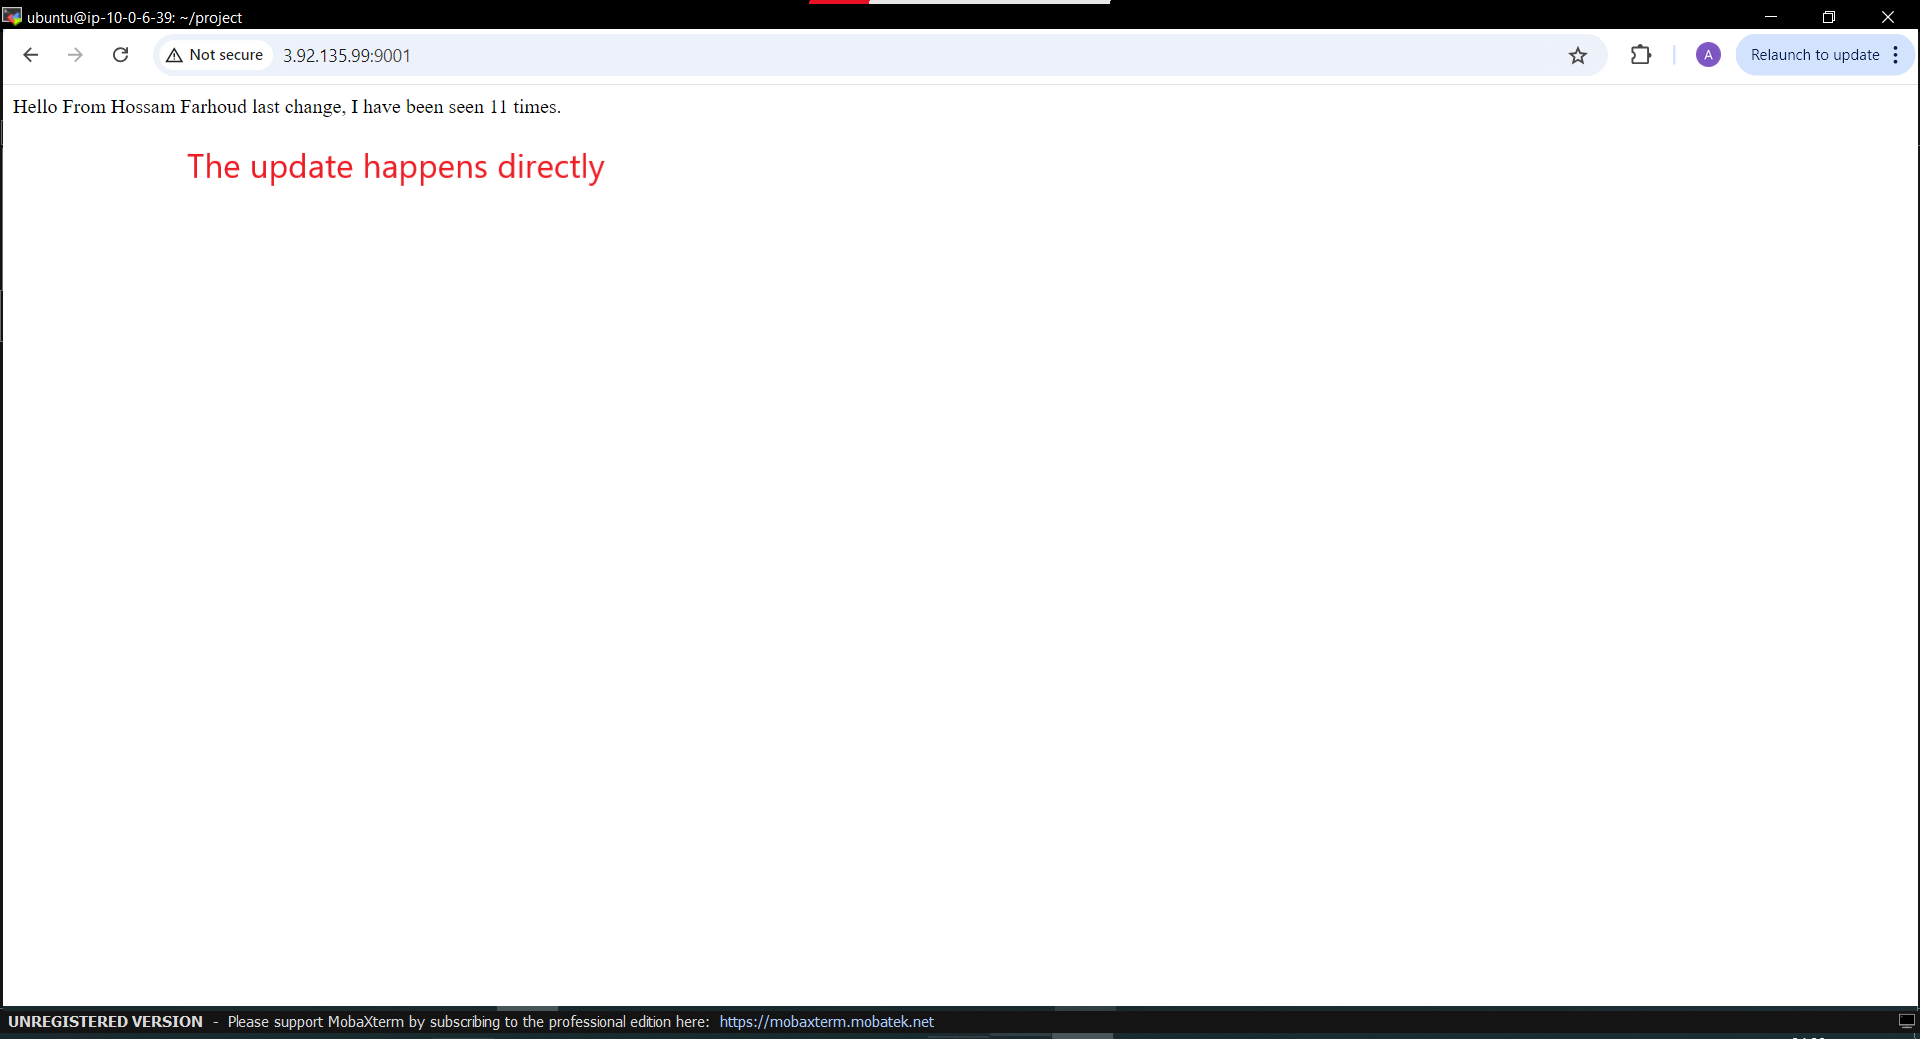 ubuntu@ip-10-0-6-39: ~/project
Not secure 3.92.135.99:9001 A Relaunch to update
Hello From Hossam Farhoud last change, I have been seen 11 times.
The update happens directly
UNREGISTERED VERSION - Please support MobaXterm by subscribing to the professional edition here: https://mobaxterm.mobatek.net